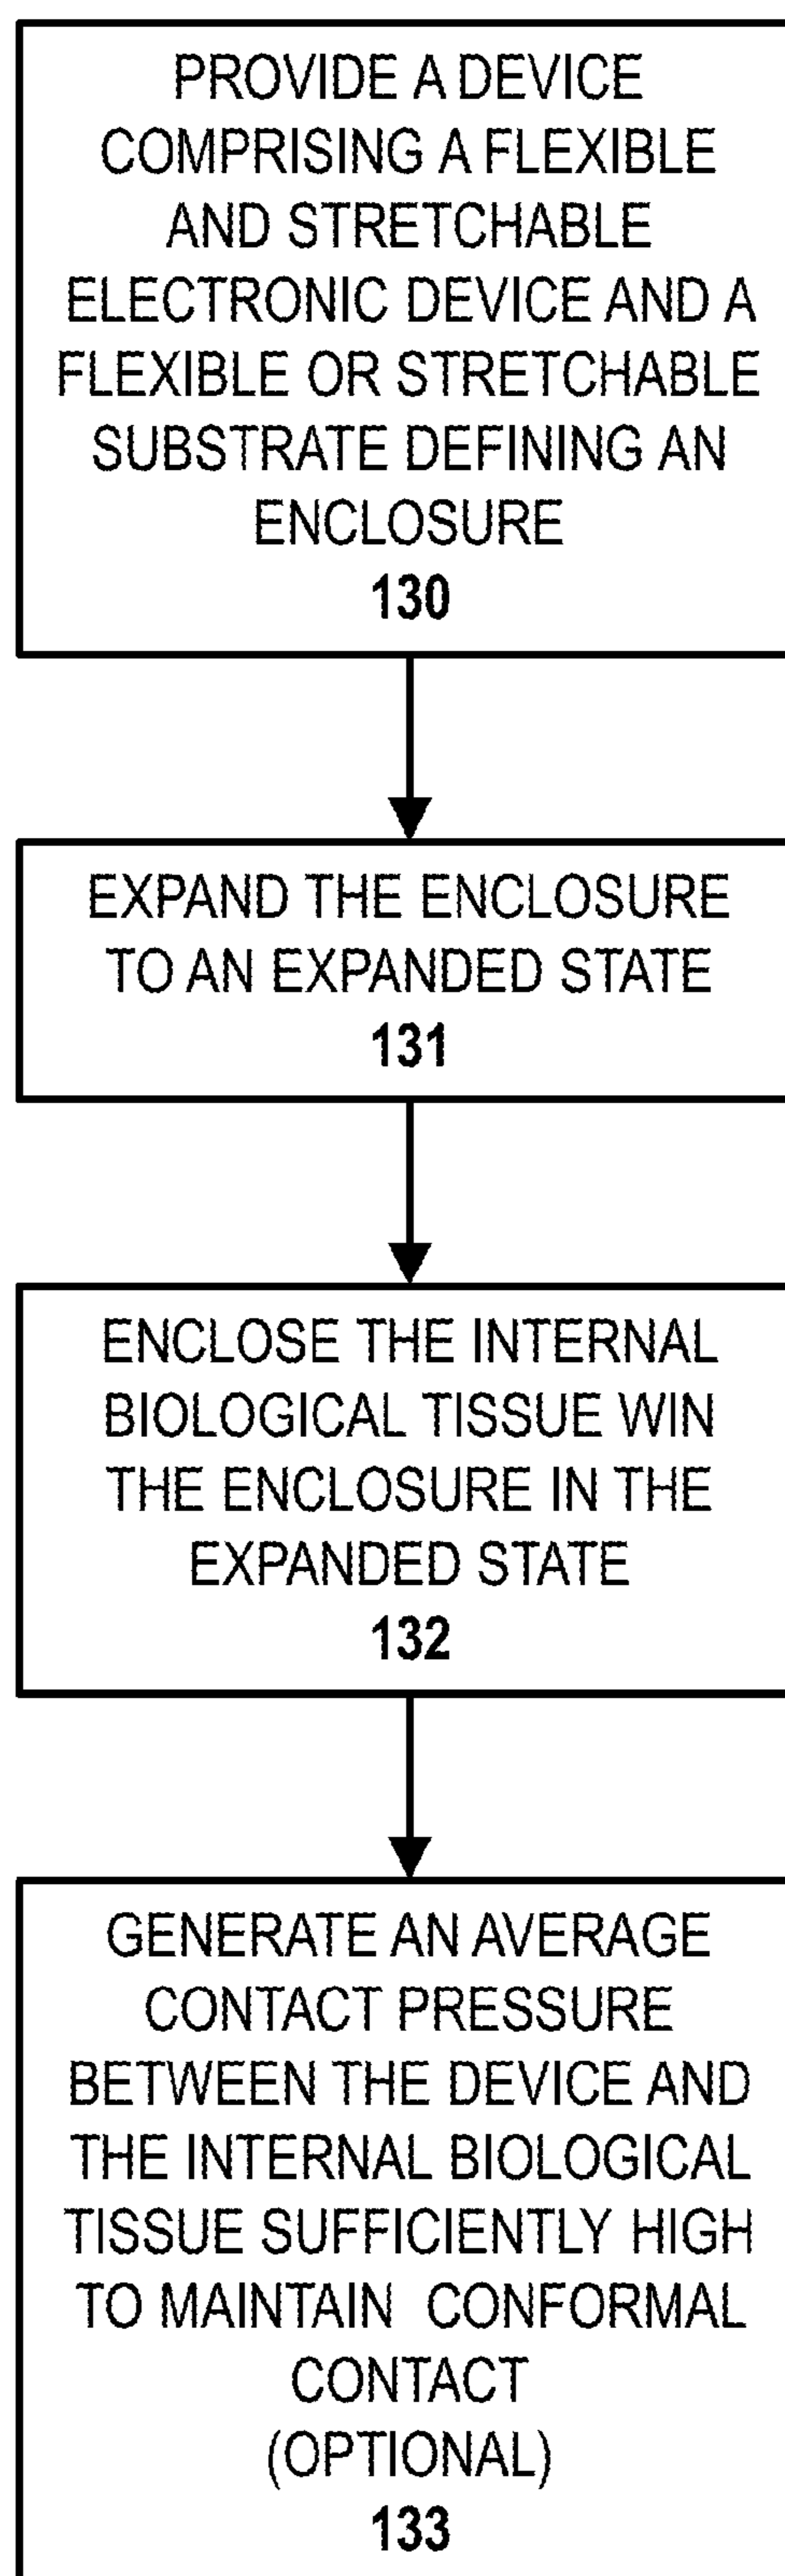 PROVIDE A DEVICE
COMPRISING A FLEXIBLE
AND STRETCHABLE
ELECTRONIC DEVICE AND A
FLEXIBLE OR STRETCHABLE
SUBSTRATE DEFINING AN
ENCLOSURE
130
EXPAND THE ENCLOSURE
TO AN EXPANDED STATE
131
ENCLOSE THE INTERNAL
BIOLOGICAL TISSUE WIN
THE ENCLOSURE IN THE
EXPANDED STATE
132
GENERATE AN AVERAGE
CONTACT PRESSURE
BETWEEN THE DEVICE AND
THE INTERNAL BIOLOGICAL
TISSUE SUFFICIENTLY HIGH
TO MAINTAIN CONFORMAL
CONTACT
(OPTIONAL)
133